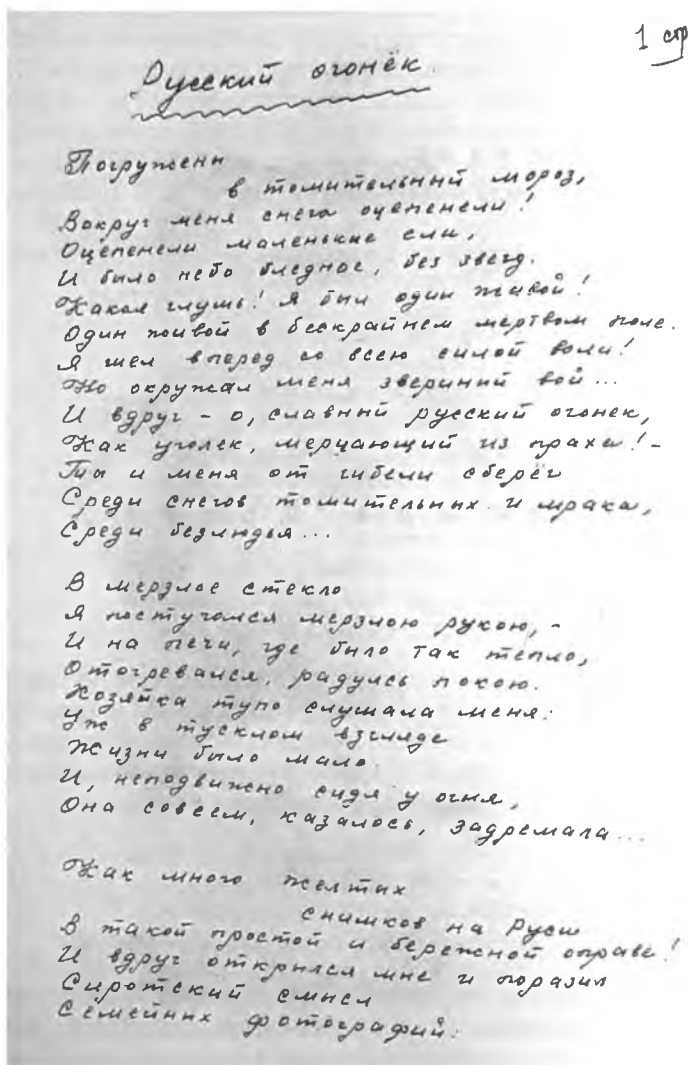 1 стр
Русский огонёк.
Погружены
в томительный мороз,
Вокруг меня снега оцепенели!
Оцепенели маленькие ели,
И было небо бледное, без звезд.
Какая глушь! Я был один живой!
Один живой в бескрайнем мертвом поле.
Я шел вперед со всею силой воли!
Но окружал меня звериный вой...
И вдруг - о, славный русский огонек,
Как уголек, мерцающий из праха! -
Ты и меня от гибели сберёг
Среди снегов томительных и мрака,
Среди безлюдья...
В мерзлое стекло
Я постучался мерзлою рукою, -
И на печи, где было так тепло,
Отогревался, радуясь покою.
Хозяйка тупо слушала меня:
Уж в тусклом взгляде
Жизни было мало.
И, неподвижно сидя у огня,
Она совсем, казалось, задремала...
Как много желтых
снимков на Руси
В такой простой и бережной оправе!
И вдруг открылся мне и поразил
Сиротский смысл
Семейных фотографий: